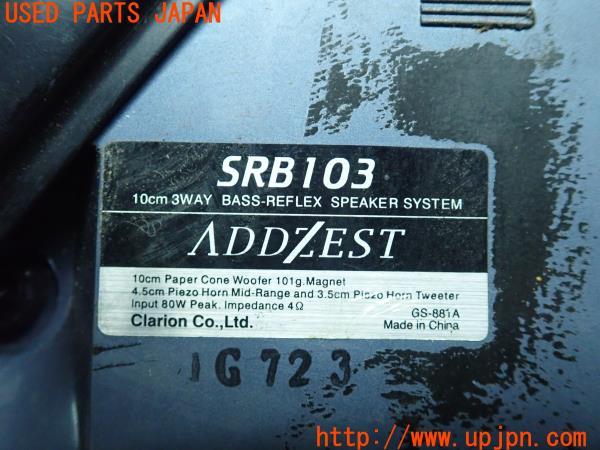 USED PARTS JAPAN
SRB103
10cm 3WAY BASS-REFLEX SPEAKER SYSTEM
ADDZEST
10cm Paper Cone Woofer 101g.Magnet
4.5cm Piezo Horn Mid-Range and 3.5cm Piezo Horn Tweeter
Input 80W Peak. Impedance 4Ω
GS-881A
Clarion Co.,Ltd.
Made in China
1G723
http://www.upjpn.com/